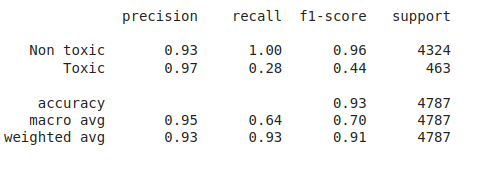 precision recall f1-score support
Non toxic 0.93 1.00 0.96 4324
Toxic 0.97 0.28 0.44 463
accuracy 0.93 4787
macro avg 0.95 0.64 0.70 4787
weighted avg 0.93 0.93 0.91 4787